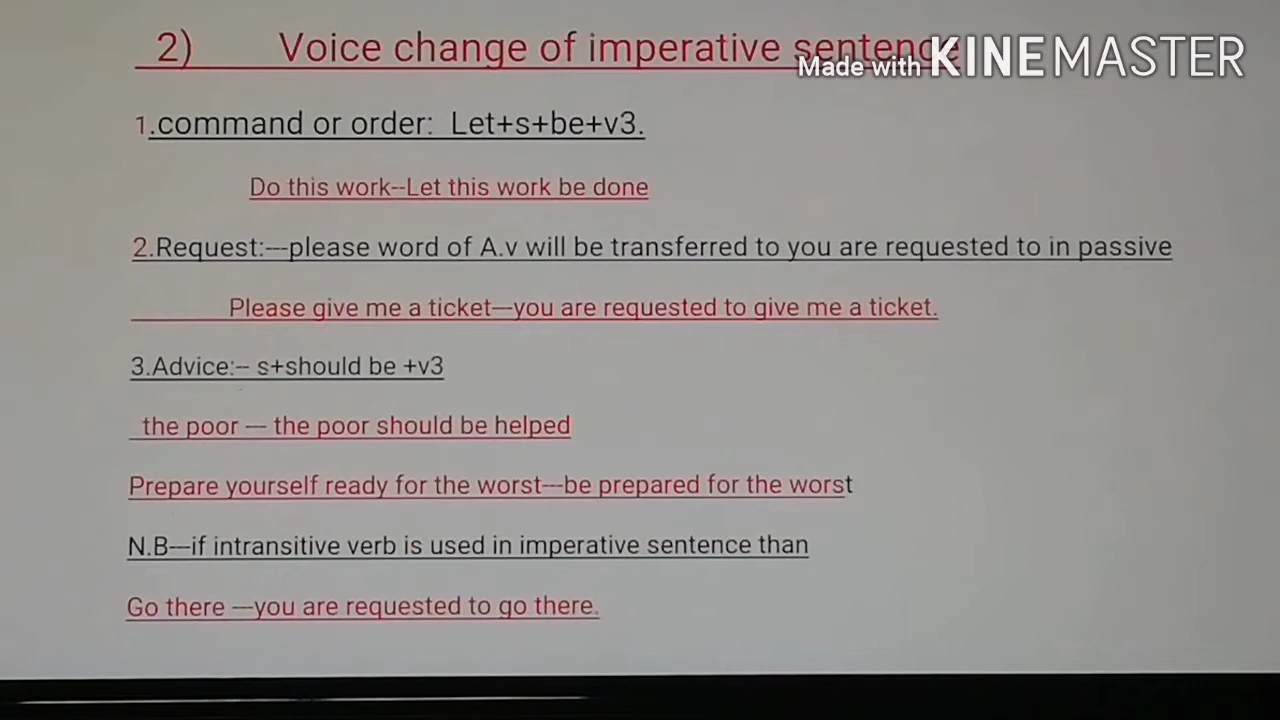 2) Voice change of imperative sentence
Made with KINEMASTER
1.command or order: Let+s+be+v3.
Do this work--Let this work be done
2.Request:---please word of A.v will be transferred to you are requested to in passive
Please give me a ticket—you are requested to give me a ticket.
3.Advice:-- s+should be +v3
the poor --- the poor should be helped
Prepare yourself ready for the worst---be prepared for the worst
N.B—if intransitive verb is used in imperative sentence than
Go there —you are requested to go there.